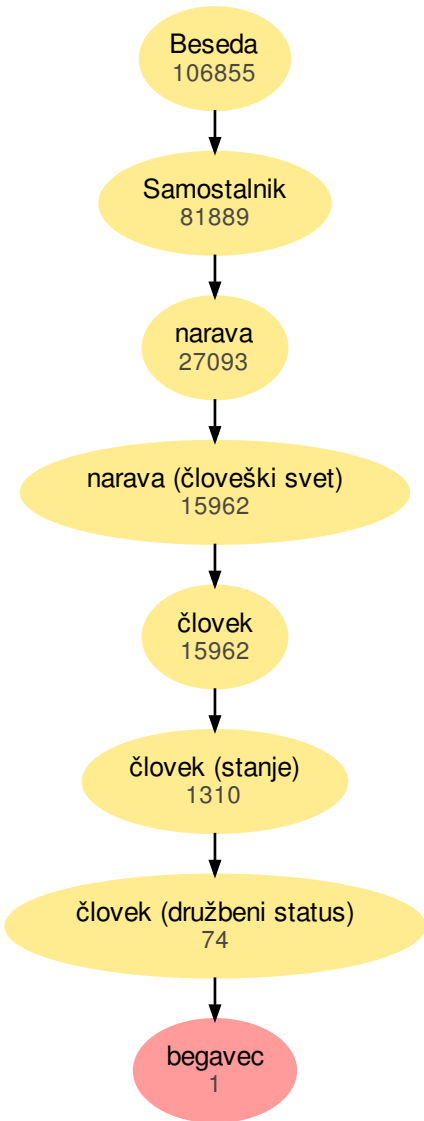 Beseda
106855
Samostalnik
81889
narava
27093
narava (človeški svet)
15962
človek
15962
človek (stanje)
1310
človek (družbeni status)
74
begavec
1